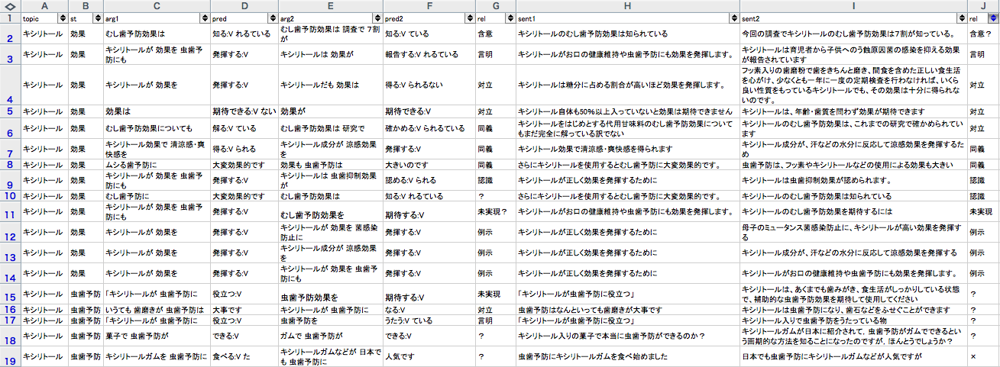 A B C D E F G H I J
1 topic st arg1 pred arg2 pred2 rel sent1 sent2 rel
2 キシリトール 効果 むし歯予防効果は 知る:V れるている むし歯予防効果は 調査で 7割が 知る:V ている 含意 キシリトールのむし歯予防効果は知られている 今回の調査でキシリトールのむし歯予防効果は7割が知っている。 含意？
3 キシリトール 効果 キシリトールが 効果を 虫歯予防にも 発揮する:V キシリトールは 効果が 報告する:V れるている 言明 キシリトールがお口の健康維持や虫歯予防にも効果を発揮します。 キシリトールは育児者から子供へのう蝕原因菌の感染を抑える効果が報告されています 言明
4 キシリトール 効果 キシリトールが 効果を 発揮する:V キシリトールだも 効果は 得る:V られるない 対立 キシリトールは糖分に占める割合が高いほど効果を発揮します。 フッ素入りの歯磨粉で歯をきちんと磨き、間食を含めた正しい食生活を心がけ、少なくとも一年に一度の定期検査を行わなければ、いくら良い性質をもっているキシリトールでも、その効果は十分に得られないのです。 対立
5 キシリトール 効果 効果は 期待できる:V ない 効果が 期待できる:V 対立 キシリトール自体も50%以上入っていないと効果は期待できません キシリトールは、年齢・歯質を問わず効果が期待できます 対立
6 キシリトール 効果 むし歯予防効果についても 解る:V ている むし歯予防効果は 研究で 確かめる:V られるている 同義 キシリトールをはじめとする代用甘味料のむし歯予防効果についてもまだ完全に解っている訳でない キシリトールのむし歯予防効果は、これまでの研究で確かめられています 対立
7 キシリトール 効果 キシリトール効果で 清涼感・爽快感を 得る:V られる キシリトール成分が 涼感効果を 発揮する:V 同義 キシリトール効果で清涼感・爽快感を得られます キシリトール成分が、汗などの水分に反応して涼感効果を発揮するため 同義
8 キシリトール 効果 ムシる歯予防に 大変効果的です 効果も 虫歯予防は 大きいのです 同義 さらにキシリトールを使用するとむし歯予防に大変効果的です。 虫歯予防は、フッ素やキシリトールなどの使用による効果も大きい 同義
9 キシリトール 効果 キシリトールが 効果を 虫歯予防にも 発揮する:V キシリトールは 虫歯抑制効果が 認める:V られる 認識 キシリトールが正しく効果を発揮するために キシリトールは虫歯抑制効果が認められます。 認識
10 キシリトール 効果 むし歯予防に 大変効果的です むし歯予防効果は 知る:V れるている ？ さらにキシリトールを使用するとむし歯予防に大変効果的です。 キシリトールのむし歯予防効果は知られている 認識
11 キシリトール 効果 キシリトールが 効果を 虫歯予防にも 発揮する:V むし歯予防効果を 期待する:V 未実現？ キシリトールがお口の健康維持や虫歯予防にも効果を発揮します。 キシリトールのむし歯予防効果を期待するには 未実現
12 キシリトール 効果 キシリトールが 効果を 発揮する:V キシリトールが 効果を 菌感染防止に 発揮する:V 例示 キシリトールが正しく効果を発揮するために 母子のミュータンス菌感染防止に、キシリトールが高い効果を発揮する 例示
13 キシリトール 効果 キシリトールが 効果を 発揮する:V キシリトール成分が 涼感効果を 発揮する:V 例示 キシリトールが正しく効果を発揮するために キシリトール成分が、汗などの水分に反応して涼感効果を発揮する 例示
14 キシリトール 効果 キシリトールが 効果を 発揮する:V キシリトールが 効果を 虫歯予防にも 発揮する:V 例示 キシリトールが正しく効果を発揮するために キシリトールがお口の健康維持や虫歯予防にも効果を発揮します。 例示
15 キシリトール 虫歯予防 「キシリトールが 虫歯予防に 役立つ:V 虫歯予防効果を 期待する:V 未実現 「キシリトールが虫歯予防に役立つ」 キシリトールは、あくまでも歯みがき、食生活がしっかりしている状態で、補助的な虫歯予防効果を期待して使用してください ？
16 キシリトール 虫歯予防 いうても 歯磨きが 虫歯予防は 大事です キシリトールが 虫歯予防に なる:V 対立 虫歯予防はなんといっても歯磨きが大事です キシリトールは虫歯予防になり、歯石などをふせぐことができます ？
17 キシリトール 虫歯予防 「キシリトールが 虫歯予防に 役立つ:V 虫歯予防を うたう:V ている 言明 「キシリトールが虫歯予防に役立つ」 キシリトール入りで虫歯予防をうたっている物 ？
18 キシリトール 虫歯予防 菓子で 虫歯予防が できる:V ガムで 虫歯予防が できる:V ？ キシリトール入りの菓子で本当に虫歯予防ができるのか？ キシリトールガムが日本に紹介されて，虫歯予防がガムでできるという画期的な方法を知ることになったのですが，ほんとうでしょうか？ ？
19 キシリトール 虫歯予防 キシリトールガムを 虫歯予防に 食べる:V た キシリトールガムなどが 日本でも 虫歯予防に 人気です ？ 虫歯予防にキシリトールガムを食べ始めました 日本でも虫歯予防にキシリトールガムなどが人気ですが ×